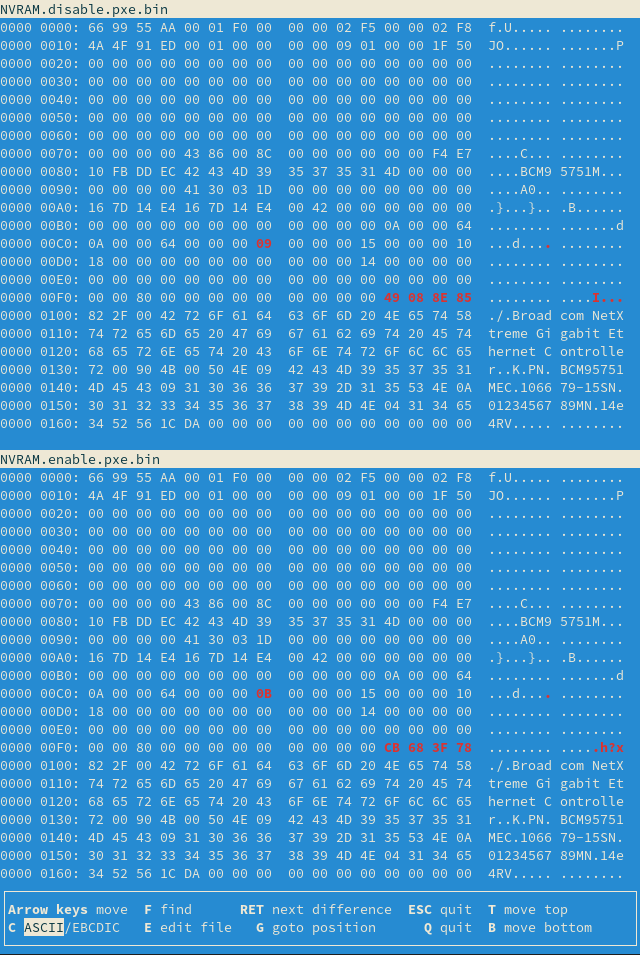 NVRAM.disable.pxe.bin
0000 0000: 66 99 55 AA 00 01 F0 00  00 00 02 F5 00 00 02 F8  f.U..... ........
0000 0010: 4A 4F 91 ED 00 01 00 00  00 00 09 01 00 00 1F 50  JO...... .......P
0000 0020: 00 00 00 00 00 00 00 00  00 00 00 00 00 00 00 00  ........ ........
0000 0030: 00 00 00 00 00 00 00 00  00 00 00 00 00 00 00 00  ........ ........
0000 0040: 00 00 00 00 00 00 00 00  00 00 00 00 00 00 00 00  ........ ........
0000 0050: 00 00 00 00 00 00 00 00  00 00 00 00 00 00 00 00  ........ ........
0000 0060: 00 00 00 00 00 00 00 00  00 00 00 00 00 00 00 00  ........ ........
0000 0070: 00 00 00 00 43 86 00 8C  00 00 00 00 00 00 F4 E7  ....C... ........
0000 0080: 10 FB DD EC 42 43 4D 39  35 37 35 31 4D 00 00 00  ....BCM9 5751M...
0000 0090: 00 00 00 00 41 30 03 1D  00 00 00 00 00 00 00 00  ....A0.. ........
0000 00A0: 16 7D 14 E4 16 7D 14 E4  00 42 00 00 00 00 00 00  .}...}.. .B......
0000 00B0: 00 00 00 00 00 00 00 00  00 00 00 00 0A 00 00 64  ........ .......d
0000 00C0: 0A 00 00 64 00 00 00 09  00 00 00 15 00 00 00 10  ...d.... ........
0000 00D0: 18 00 00 00 00 00 00 00  00 00 00 14 00 00 00 00  ........ ........
0000 00E0: 00 00 00 00 00 00 00 00  00 00 00 00 00 00 00 00  ........ ........
0000 00F0: 00 00 80 00 00 00 00 00  00 00 00 00 49 08 8E 85  ........ ....I...
0000 0100: 82 2F 00 42 72 6F 61 64  63 6F 6D 20 4E 65 74 58  ./.Broad com NetX
0000 0110: 74 72 65 6D 65 20 47 69  67 61 62 69 74 20 45 74  treme Gi gabit Et
0000 0120: 68 65 72 6E 65 74 20 43  6F 6E 74 72 6F 6C 6C 65  hernet C ontrolle
0000 0130: 72 00 90 4B 00 50 4E 09  42 43 4D 39 35 37 35 31  r..K.PN. BCM95751
0000 0140: 4D 45 43 09 31 30 36 36  37 39 2D 31 35 53 4E 0A  MEC.1066 79-15SN.
0000 0150: 30 31 32 33 34 35 36 37  38 39 4D 4E 04 31 34 65  01234567 89MN.14e
0000 0160: 34 52 56 1C DA 00 00 00  00 00 00 00 00 00 00 00  4RV..... ........
NVRAM.enable.pxe.bin
0000 0000: 66 99 55 AA 00 01 F0 00  00 00 02 F5 00 00 02 F8  f.U..... ........
0000 0010: 4A 4F 91 ED 00 01 00 00  00 00 09 01 00 00 1F 50  JO...... .......P
0000 0020: 00 00 00 00 00 00 00 00  00 00 00 00 00 00 00 00  ........ ........
0000 0030: 00 00 00 00 00 00 00 00  00 00 00 00 00 00 00 00  ........ ........
0000 0040: 00 00 00 00 00 00 00 00  00 00 00 00 00 00 00 00  ........ ........
0000 0050: 00 00 00 00 00 00 00 00  00 00 00 00 00 00 00 00  ........ ........
0000 0060: 00 00 00 00 00 00 00 00  00 00 00 00 00 00 00 00  ........ ........
0000 0070: 00 00 00 00 43 86 00 8C  00 00 00 00 00 00 F4 E7  ....C... ........
0000 0080: 10 FB DD EC 42 43 4D 39  35 37 35 31 4D 00 00 00  ....BCM9 5751M...
0000 0090: 00 00 00 00 41 30 03 1D  00 00 00 00 00 00 00 00  ....A0.. ........
0000 00A0: 16 7D 14 E4 16 7D 14 E4  00 42 00 00 00 00 00 00  .}...}.. .B......
0000 00B0: 00 00 00 00 00 00 00 00  00 00 00 00 0A 00 00 64  ........ .......d
0000 00C0: 0A 00 00 64 00 00 00 0B  00 00 00 15 00 00 00 10  ...d.... ........
0000 00D0: 18 00 00 00 00 00 00 00  00 00 00 14 00 00 00 00  ........ ........
0000 00E0: 00 00 00 00 00 00 00 00  00 00 00 00 00 00 00 00  ........ ........
0000 00F0: 00 00 80 00 00 00 00 00  00 00 00 00 CB 68 3F 78  ........ .....h?x
0000 0100: 82 2F 00 42 72 6F 61 64  63 6F 6D 20 4E 65 74 58  ./.Broad com NetX
0000 0110: 74 72 65 6D 65 20 47 69  67 61 62 69 74 20 45 74  treme Gi gabit Et
0000 0120: 68 65 72 6E 65 74 20 43  6F 6E 74 72 6F 6C 6C 65  hernet C ontrolle
0000 0130: 72 00 90 4B 00 50 4E 09  42 43 4D 39 35 37 35 31  r..K.PN. BCM95751
0000 0140: 4D 45 43 09 31 30 36 36  37 39 2D 31 35 53 4E 0A  MEC.1066 79-15SN.
0000 0150: 30 31 32 33 34 35 36 37  38 39 4D 4E 04 31 34 65  01234567 89MN.14e
0000 0160: 34 52 56 1C DA 00 00 00  00 00 00 00 00 00 00 00  4RV..... ........
Arrow keys move  F find      RET next difference  ESC quit  T move top
C ASCII/EBCDIC   E edit file   G goto position      Q quit  B move bottom